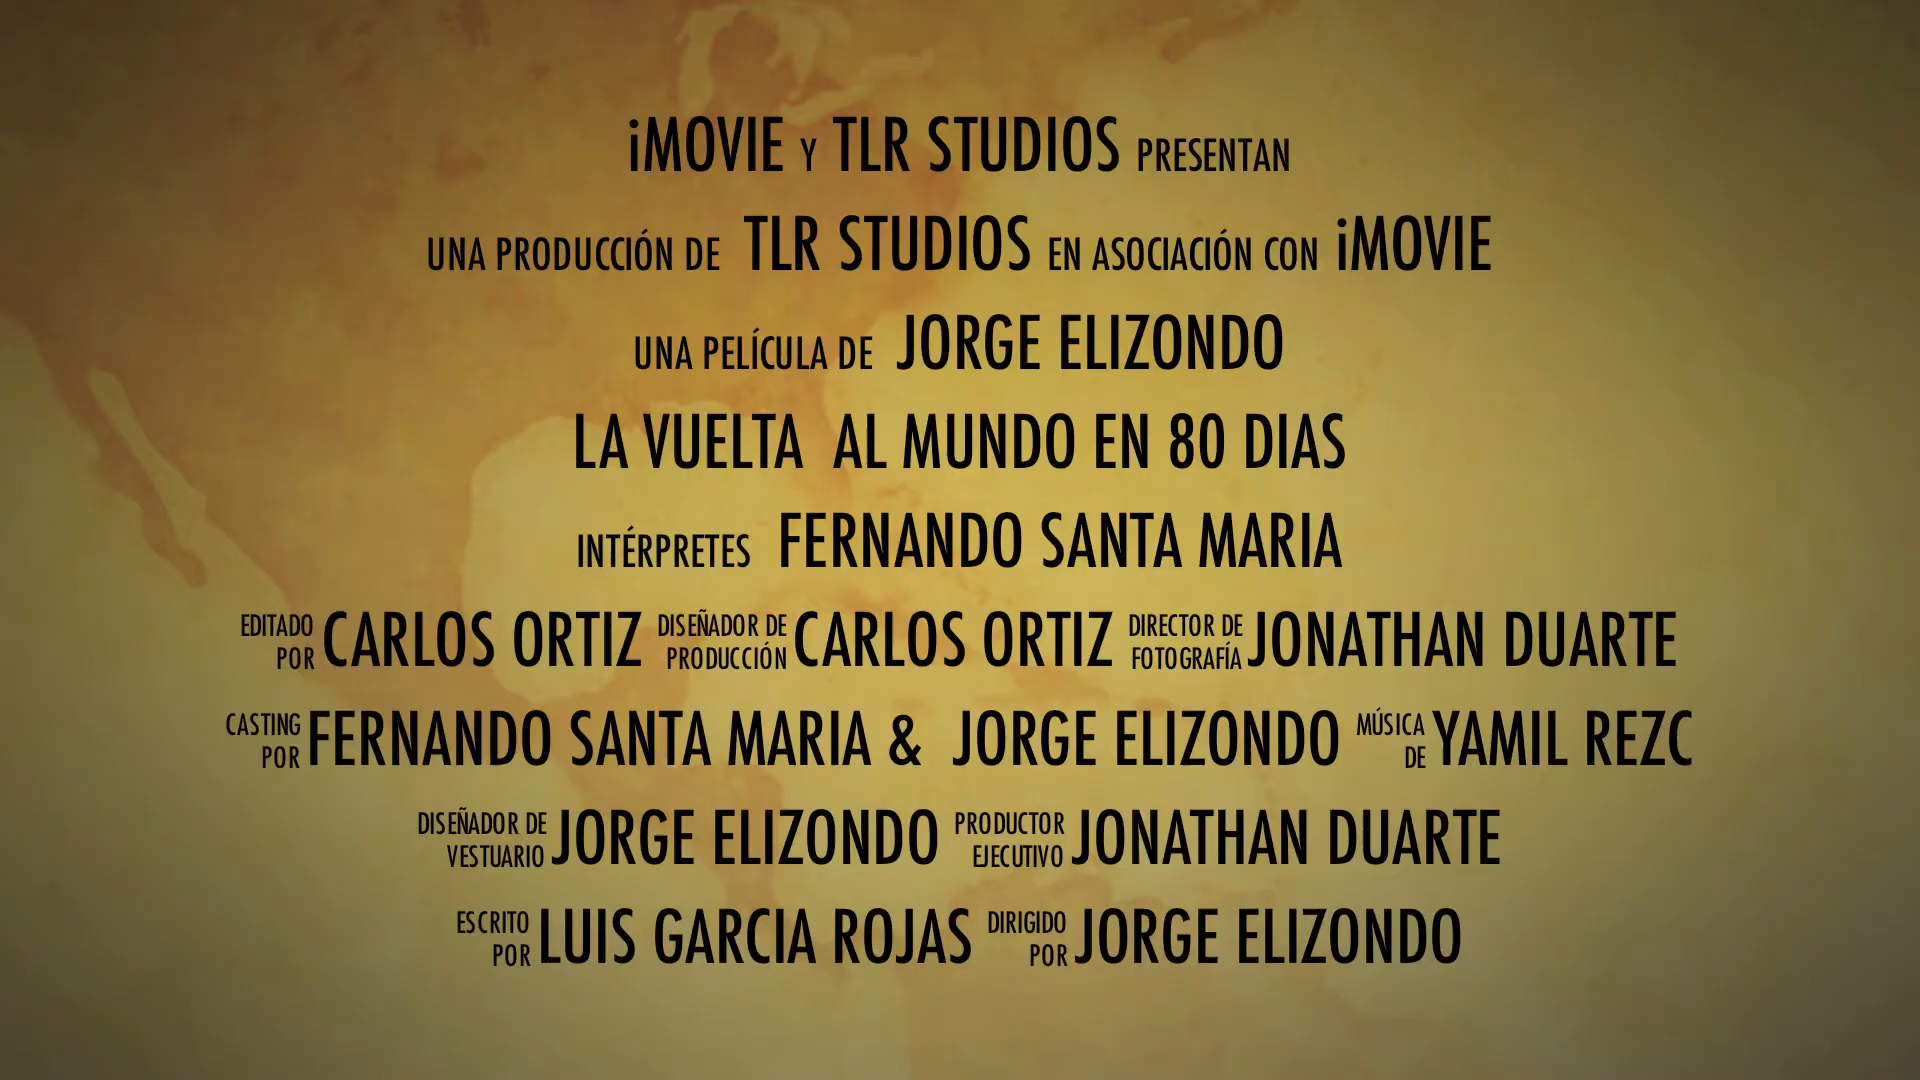 iMOVIE Y TLR STUDIOS PRESENTAN
UNA PRODUCCIÓN DE TLR STUDIOS EN ASOCIACIÓN CON iMOVIE
UNA PELÍCULA DE JORGE ELIZONDO
LA VUELTA AL MUNDO EN 80 DIAS
INTÉRPRETES FERNANDO SANTA MARIA
EDITADO POR CARLOS ORTIZ DISEÑADOR DE PRODUCCIÓN CARLOS ORTIZ DIRECTOR DE FOTOGRAFÍA JONATHAN DUARTE
CASTING POR FERNANDO SANTA MARIA & JORGE ELIZONDO MÚSICA DE YAMIL REZC
DISEÑADOR DE VESTUARIO JORGE ELIZONDO PRODUCTOR EJECUTIVO JONATHAN DUARTE
ESCRITO POR LUIS GARCIA ROJAS DIRIGIDO POR JORGE ELIZONDO